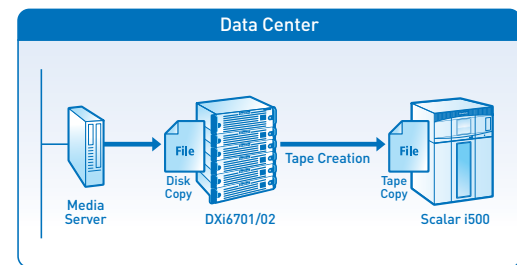 Data Center
Media
Server
File
Disk
Copy
DXi6701/02
Tape Creation
File
Tape
Copy
Scalar i500